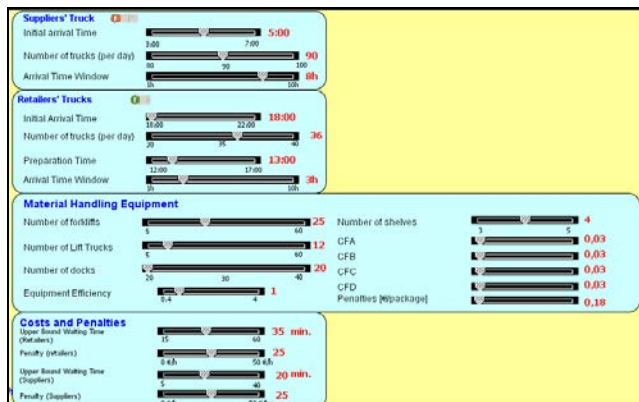 Suppliers' Truck
Initial arrival Time 5:00
3:00 7:00
Number of trucks (per day) 90
80 90 100
Arrival Time Window 8h
1h 10h
Retailers' Trucks
Initial Arrival Time 18:00
18:00 22:00
Number of trucks (per day) 36
20 35 40
Preparation Time 13:00
12:00 17:00
Arrival Time Window 3h
1h 10h
Material Handling Equipment
Number of forklifts 25
5 60
Number of Lift Trucks 12
5 60
Number of docks 20
20 30 40
Equipment Efficiency 1
0.4 4
Number of shelves 4
3 5
CFA 0,03
CFB 0,03
CFC 0,03
CFD 0,03
Penalties [€/package] 0,18
Costs and Penalties
Upper Bound Waiting Time (Retailers) 35 min.
15 60
Penalty (retailers) 25
0 €/h 50 €/h
Upper Bound Waiting Time (Suppliers) 20 min.
5 40
Penalty (Suppliers) 25